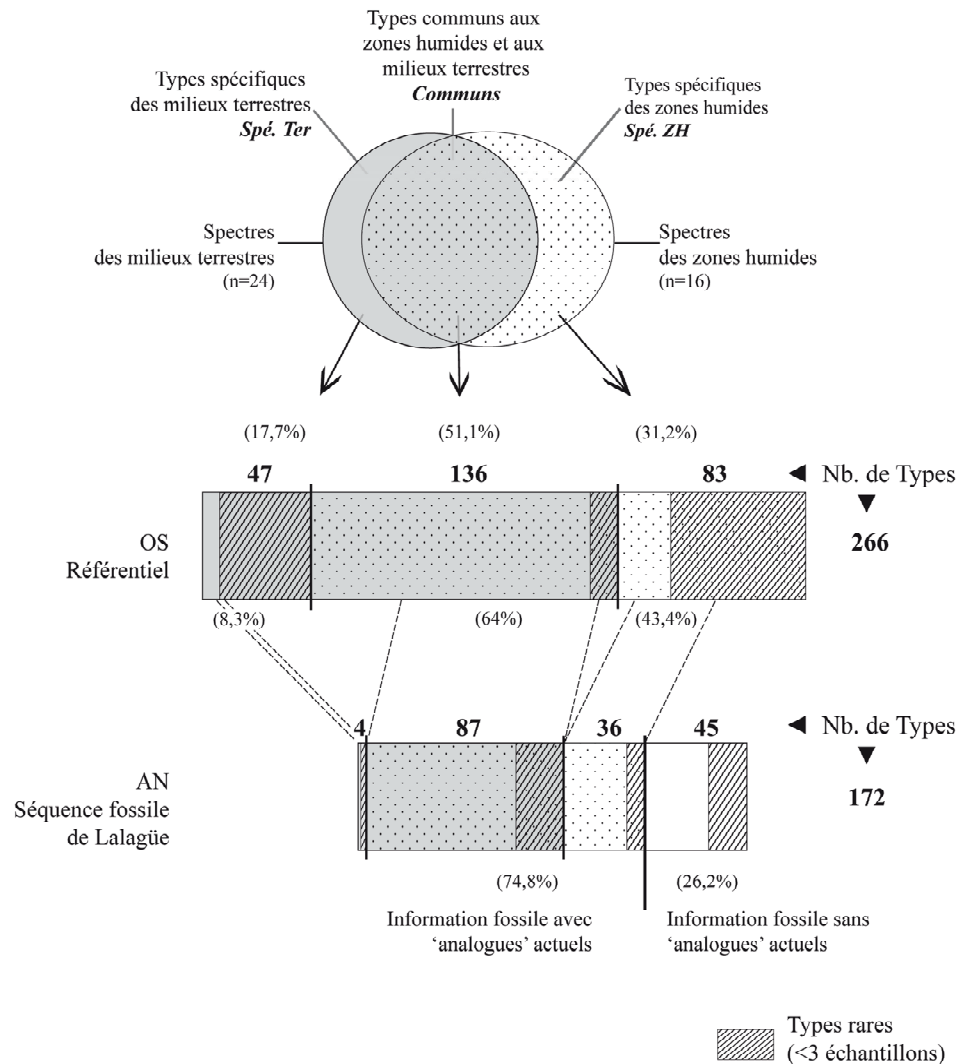 Types communs aux
zones humides et aux
milieux terrestres
Communs
Types spécifiques
des milieux terrestres
Spé. Ter
Types spécifiques
des zones humides
Spé. ZH
Spectres
des milieux terrestres
(n=24)
Spectres
des zones humides
(n=16)
(17,7%) (51,1%) (31,2%)
47 136 83 Nb. de Types
266
OS
Référentiel
(8,3%) (64%) (43,4%)
4 87 36 45 Nb. de Types
172
AN
Séquence fossile
de Lalagüe
(74,8%) (26,2%)
Information fossile avec
‘analogues’ actuels
Information fossile sans
‘analogues’ actuels
Types rares
(<3 échantillons)